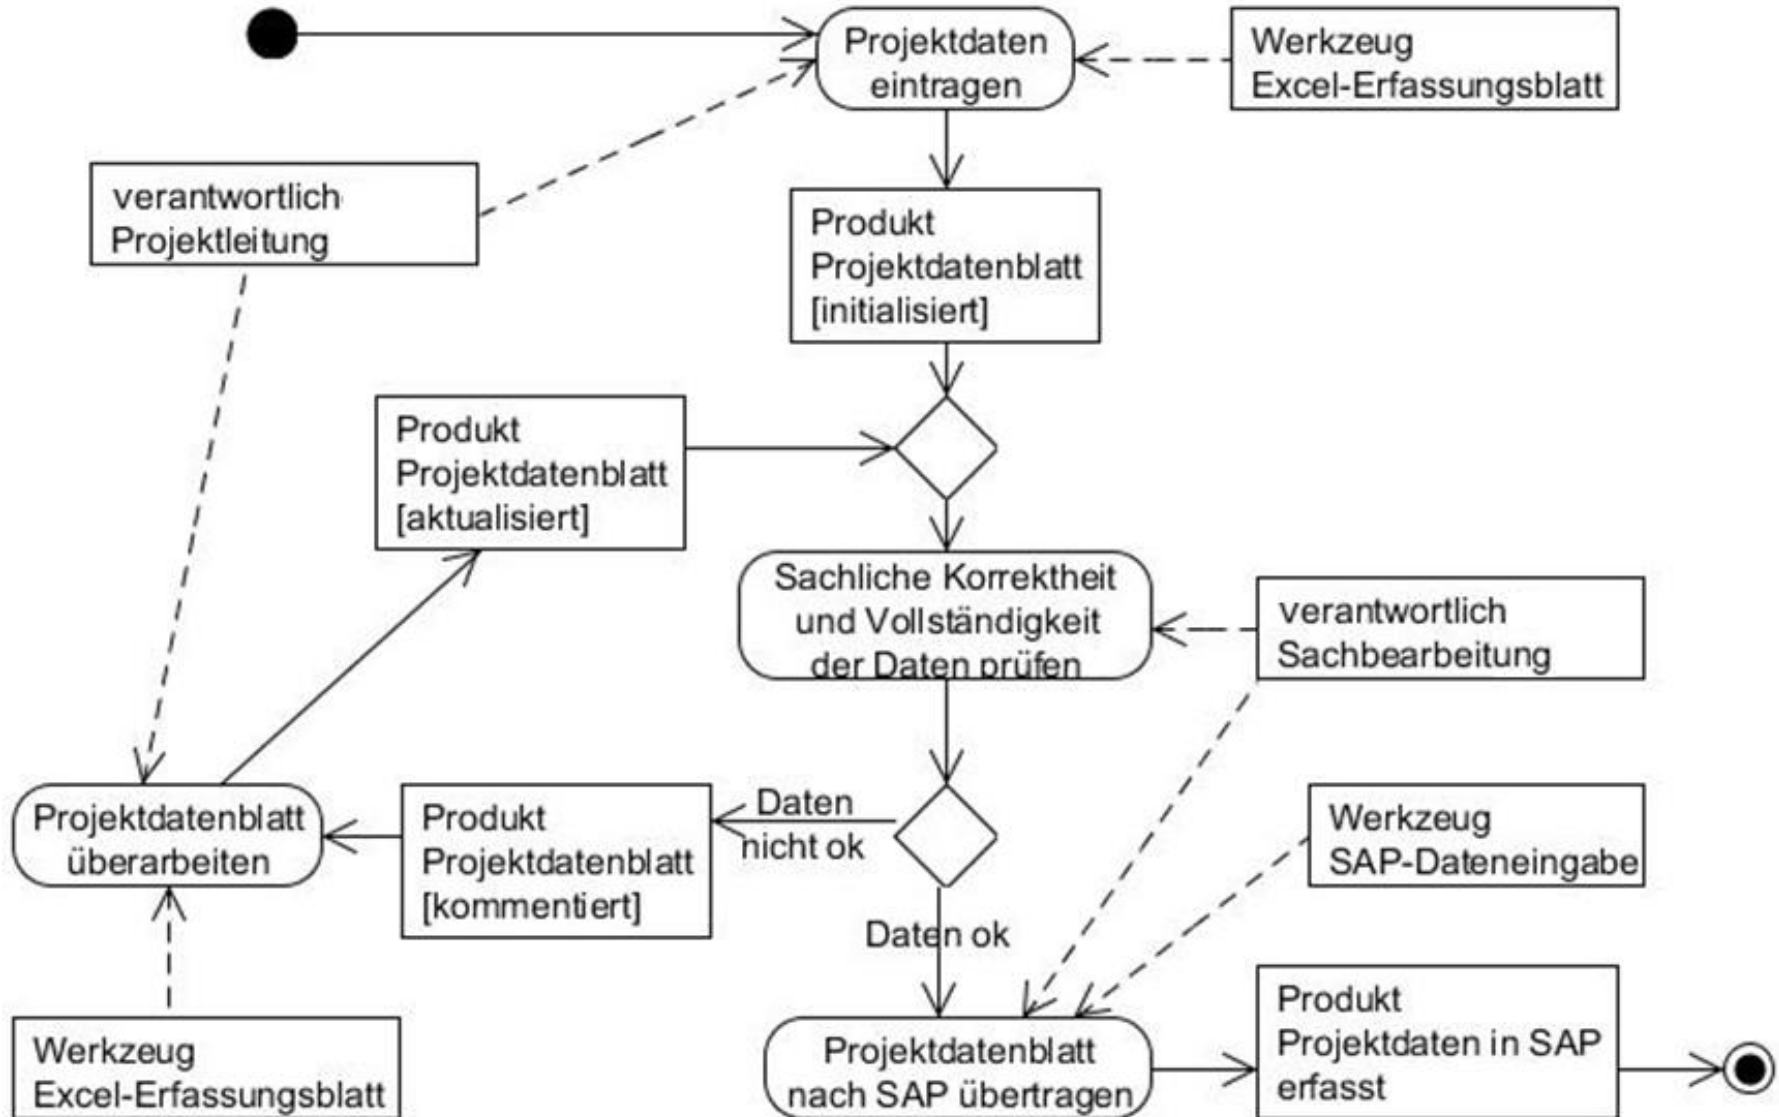 Projektdaten
eintragen
Werkzeug
Excel-Erfassungsblatt
verantwortlich
Projektleitung
Produkt
Projektdatenblatt
[initialisiert]
Produkt
Projektdatenblatt
[aktualisiert]
Sachliche Korrektheit
und Vollständigkeit
der Daten prüfen
verantwortlich
Sachbearbeitung
Projektdatenblatt
überarbeiten
Produkt
Projektdatenblatt
[kommentiert]
Daten
nicht ok
Werkzeug
SAP-Dateneingabe
Daten ok
Werkzeug
Excel-Erfassungsblatt
Projektdatenblatt
nach SAP übertragen
Produkt
Projektdaten in SAP
erfasst